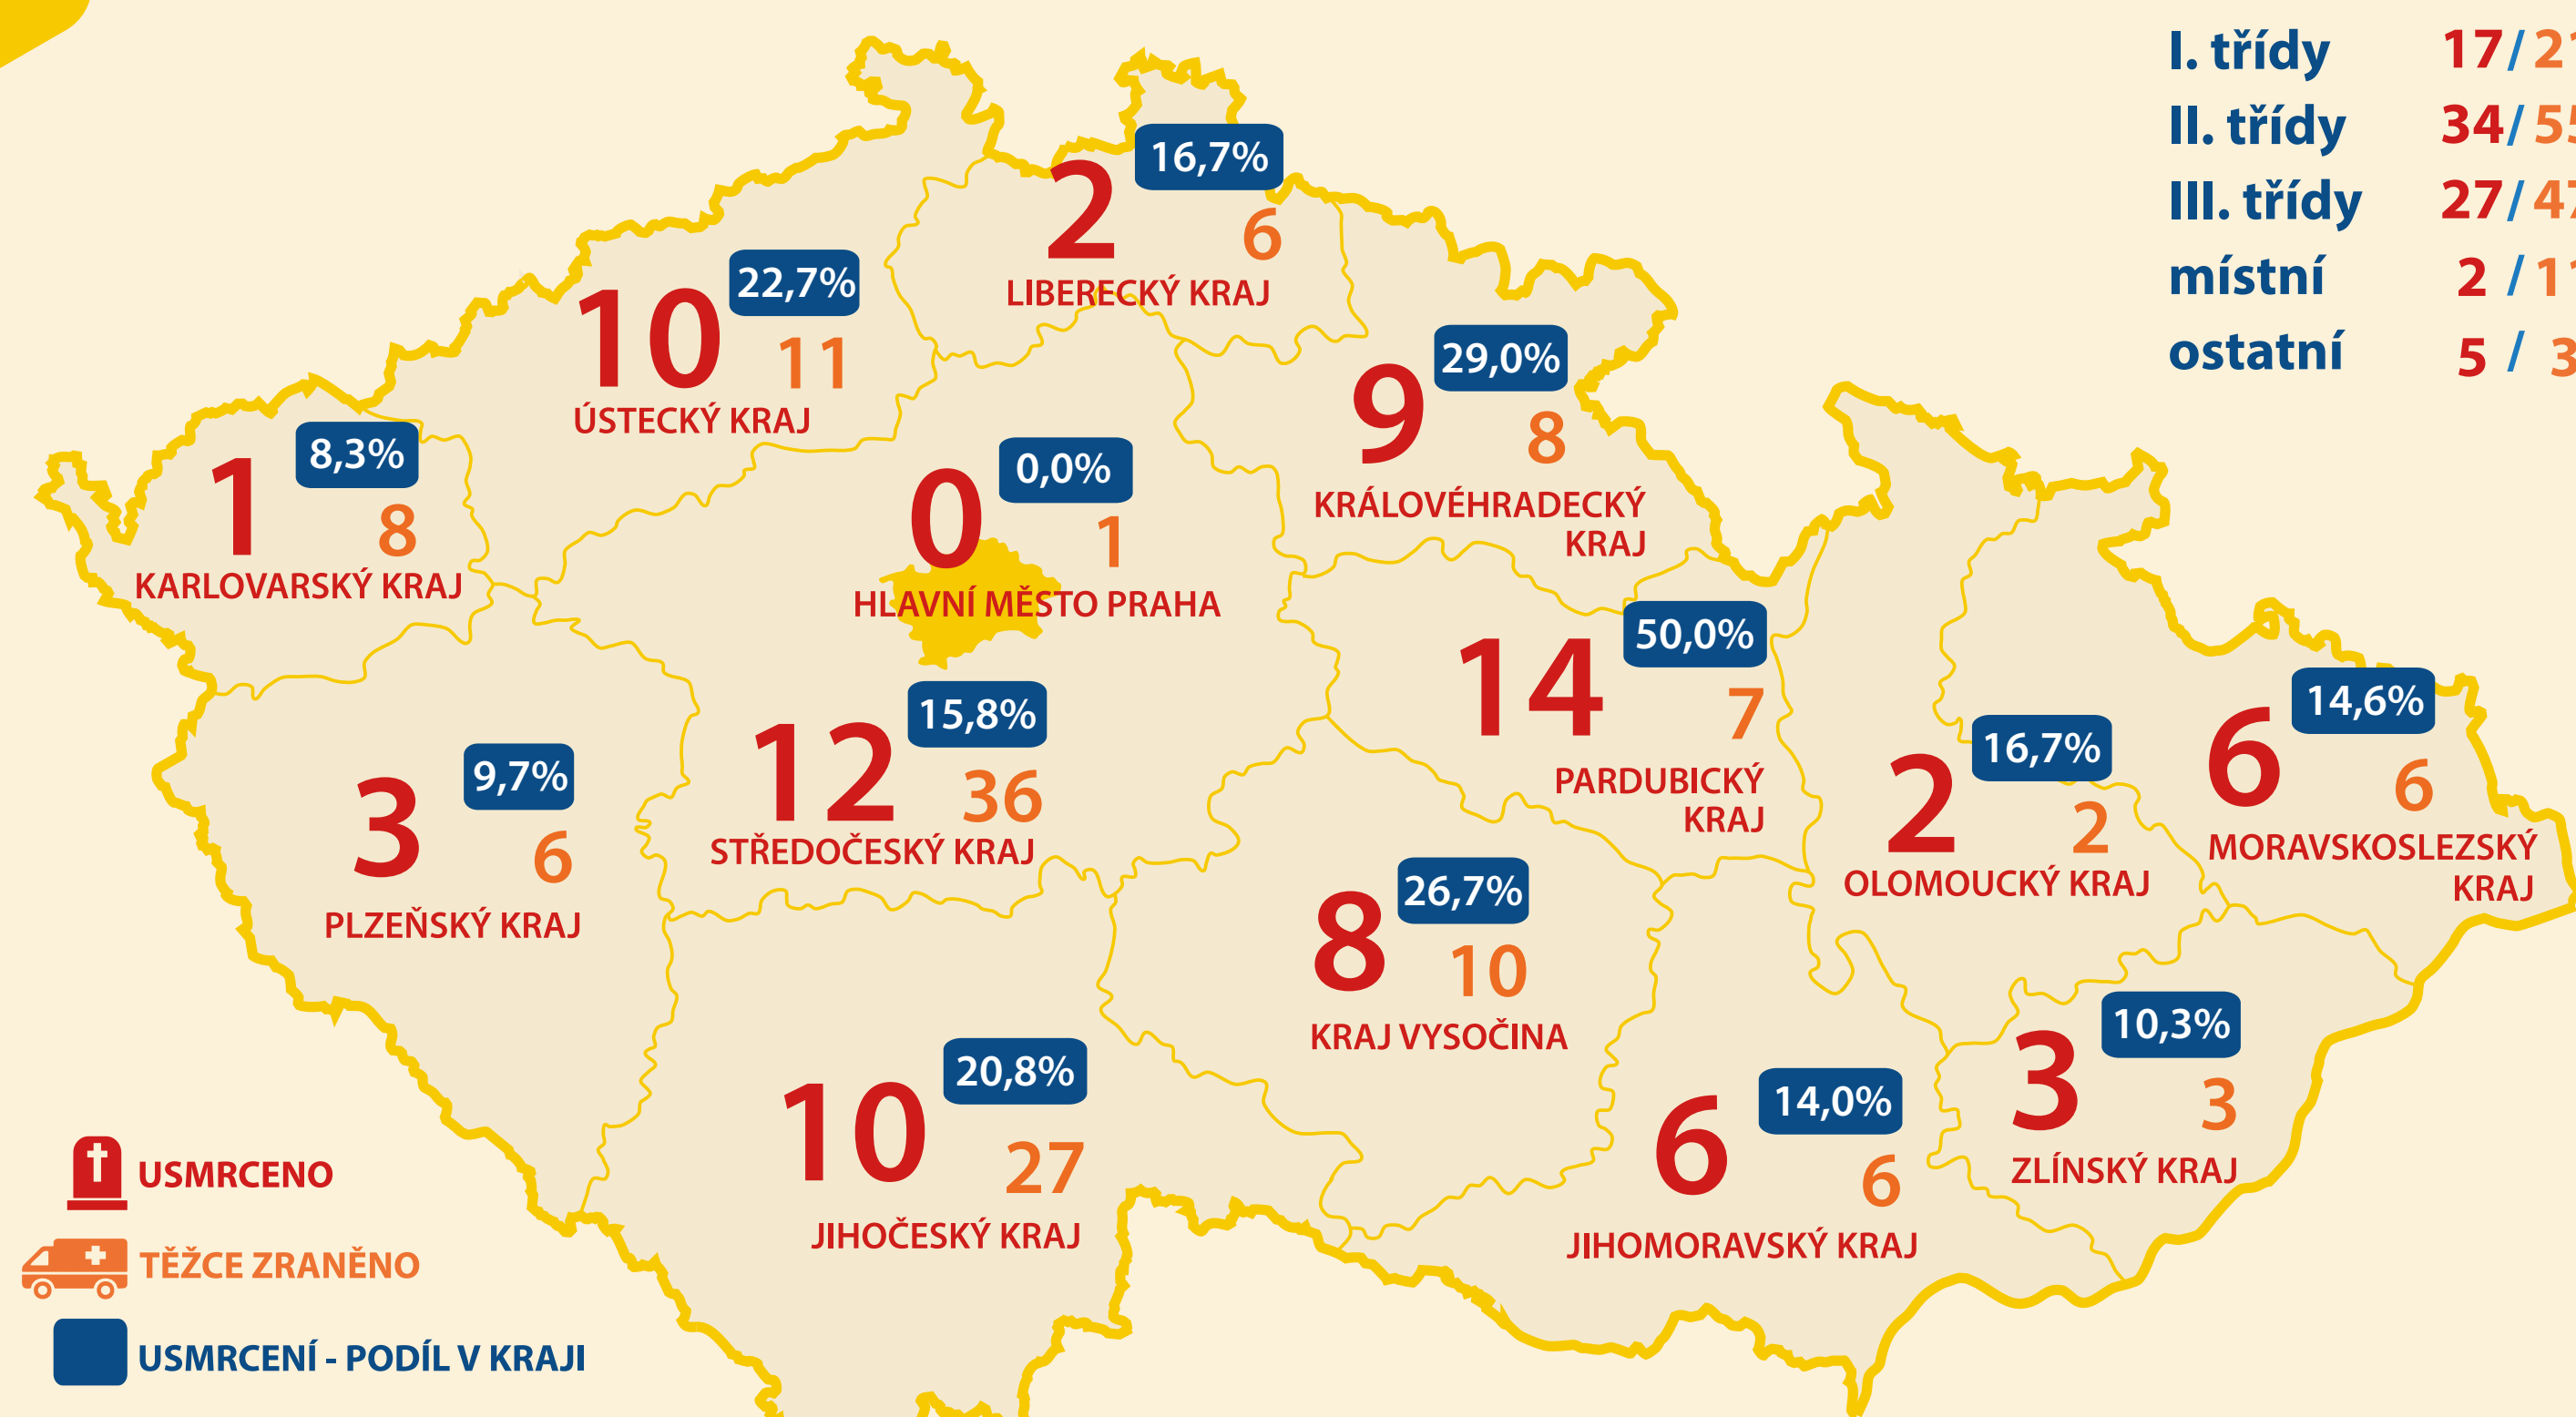 I. třídy 17/ 21
II. třídy 34/ 55
III. třídy 27/ 47
místní 2 / 11
ostatní 5 / 3
2 16,7%
6
LIBERECKÝ KRAJ
10 22,7%
11
ÚSTECKÝ KRAJ
9 29,0%
8
KRÁLOVÉHRADECKÝ
KRAJ
1 8,3%
8
KARLOVARSKÝ KRAJ
0 0,0%
1
HLAVNÍ MĚSTO PRAHA
14 50,0%
7
PARDUBICKÝ
KRAJ
12 15,8%
36
STŘEDOČESKÝ KRAJ
3 9,7%
6
PLZEŇSKÝ KRAJ
2 16,7%
2
OLOMOUCKÝ KRAJ
6 14,6%
6
MORAVSKOSLEZSKÝ
KRAJ
8 26,7%
10
KRAJ VYSOČINA
10 20,8%
27
JIHOČESKÝ KRAJ
6 14,0%
6
JIHOMORAVSKÝ KRAJ
3 10,3%
3
ZLÍNSKÝ KRAJ
USMRCENO
TĚŽCE ZRANĚNO
USMRCENÍ - PODÍL V KRAJI